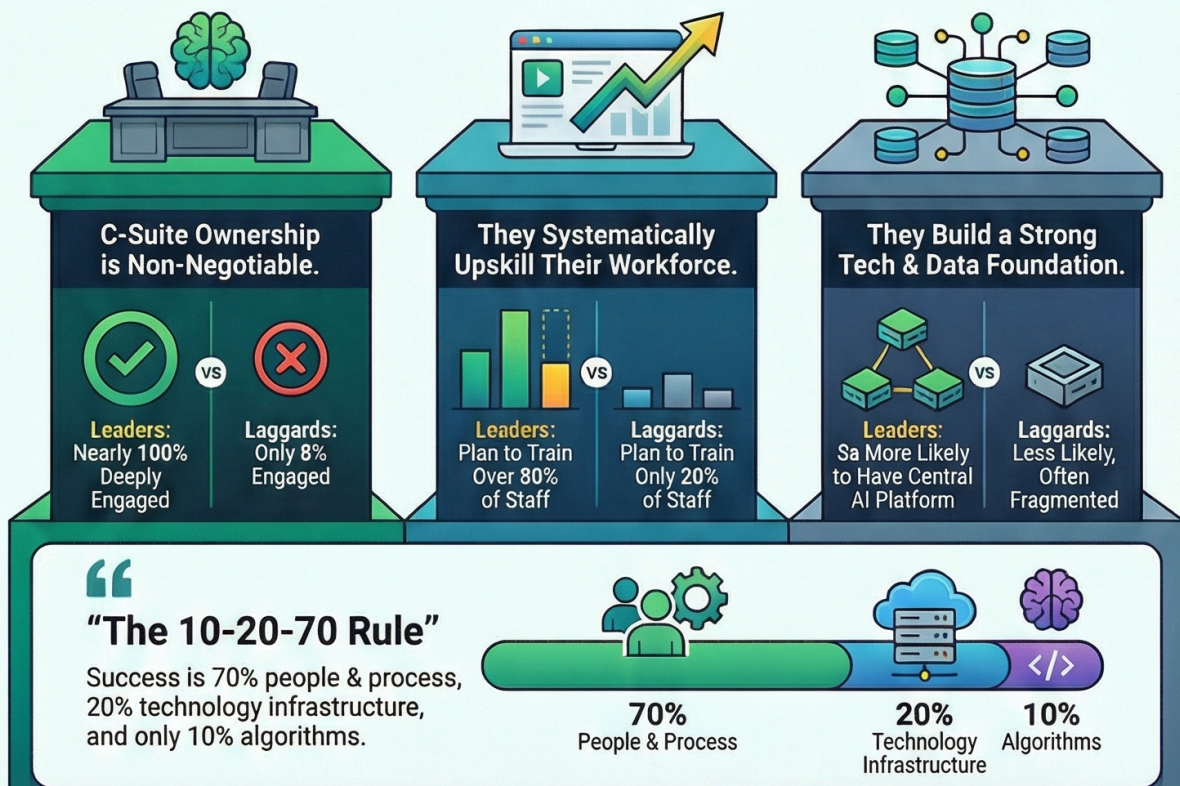 C-Suite Ownership
is Non-Negotiable.
VS
Leaders:
Nearly 100%
Deeply
Engaged
Laggards:
Only 8%
Engaged
They Systematically
Upskill Their Workforce.
VS
Leaders:
Plan to Train
Over 80%
of Staff
Laggards:
Plan to Train
Only 20%
of Staff
They Build a Strong
Tech & Data Foundation.
VS
Leaders:
Sa More Likely
to Have Central
AI Platform
Laggards:
Less Likely,
Often
Fragmented
“
“The 10-20-70 Rule”
Success is 70% people & process,
20% technology infrastructure,
and only 10% algorithms.
</>
70%
People & Process
20%
Technology
Infrastructure
10%
Algorithms